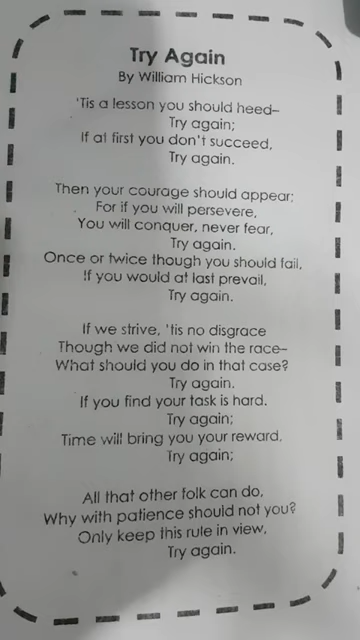 Try Again
By William Hickson
'Tis a lesson you should heed–
Try again;
If at first you don't succeed,
Try again.
Then your courage should appear;
For if you will persevere,
You will conquer, never fear,
Try again.
Once or twice though you should fail,
If you would at last prevail,
Try again.
If we strive, 'tis no disgrace
Though we did not win the race–
What should you do in that case?
Try again.
If you find your task is hard.
Try again;
Time will bring you your reward,
Try again;
All that other folk can do,
Why with patience should not you?
Only keep this rule in view,
Try again.